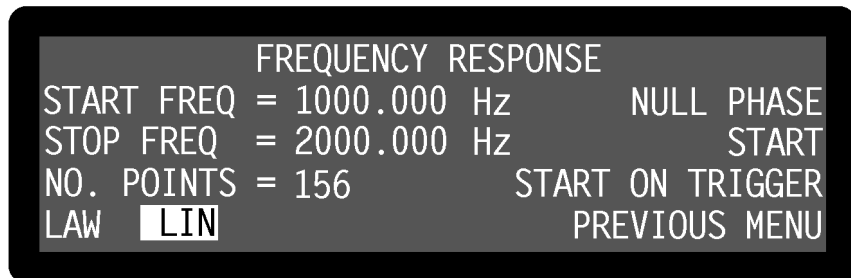 FREQUENCY RESPONSE
START FREQ = 1000.000 Hz NULL PHASE
STOP FREQ = 2000.000 Hz START
NO. POINTS = 156 START ON TRIGGER
LAW LIN PREVIOUS MENU